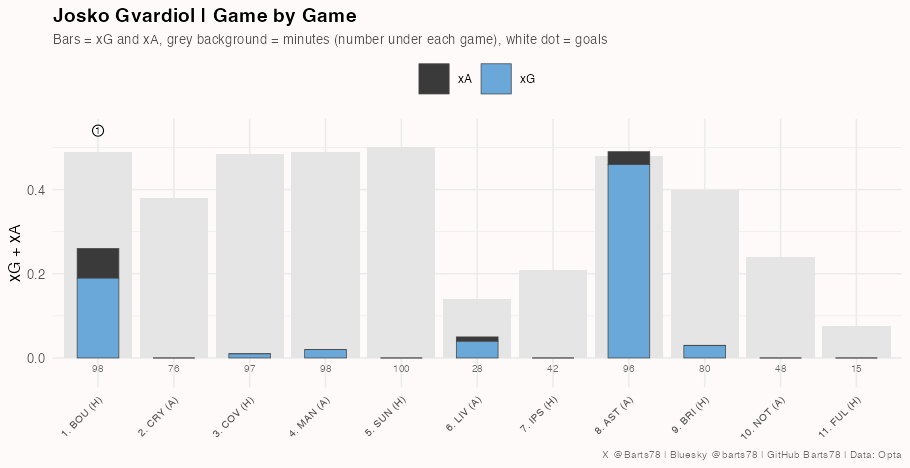 Josko Gvardiol | Game by Game
Bars = xG and xA, grey background = minutes (number under each game), white dot = goals
xA xG
1
xG + xA
0.4
0.2
0.0
98 76 97 98 100 28 42 96 80 48 15
1. BOU (H) 2. CRY (A) 3. COV (H) 4. MAN (A) 5. SUN (H) 6. LIV (A) 7. IPS (H) 8. AST (A) 9. BRI (H) 10. NOT (A) 11. FUL (H)
X @Barts78 | Bluesky @barts78 | GitHub Barts78 | Data: Opta